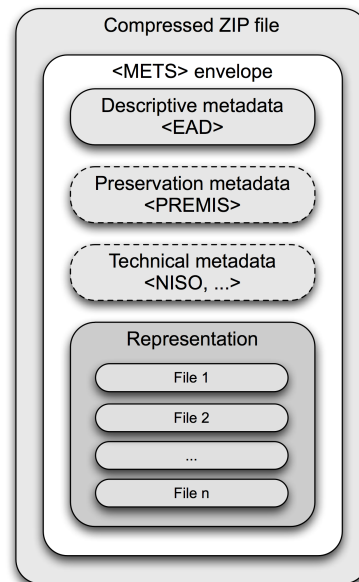 Compressed ZIP file
<METS> envelope
Descriptive metadata
<EAD>
Preservation metadata
<PREMIS>
Technical metadata
<NISO, ...>
Representation
File 1
File 2
...
File n